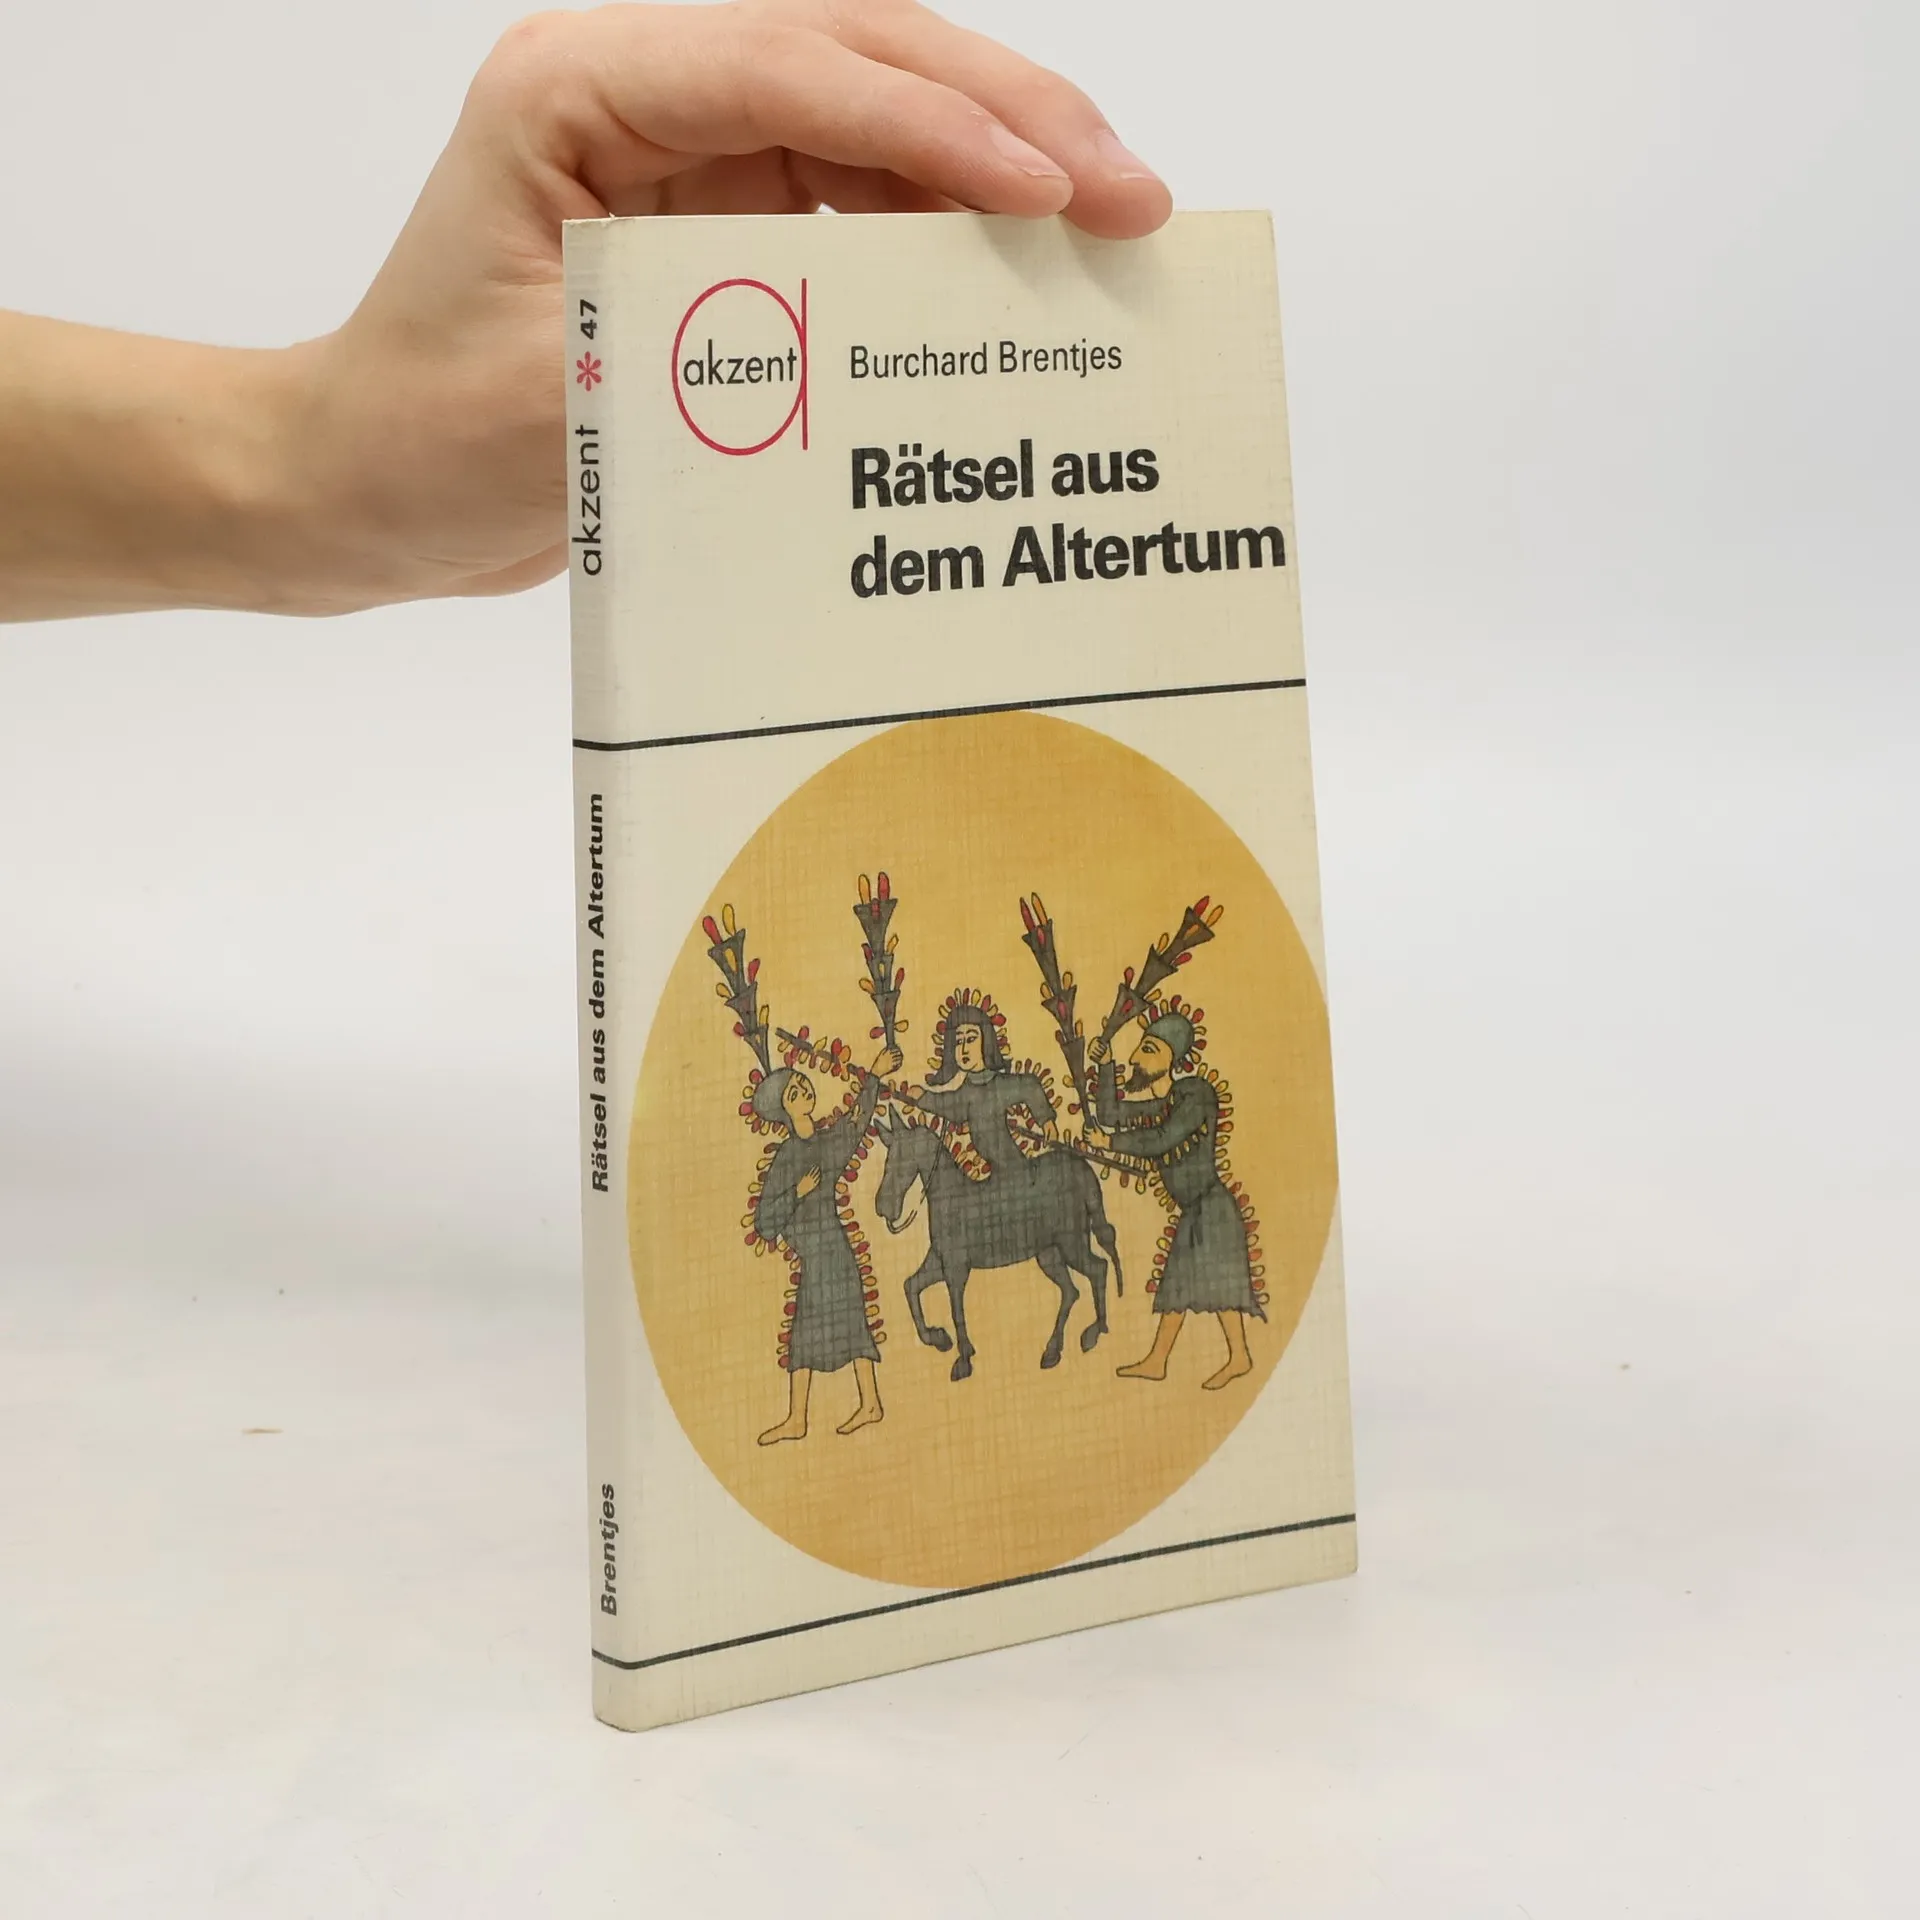 akzent
Burchard Brentjes
Rätsel aus
dem Altertum
Brentjes
Rätsel aus dem Altertum
akzent * 47